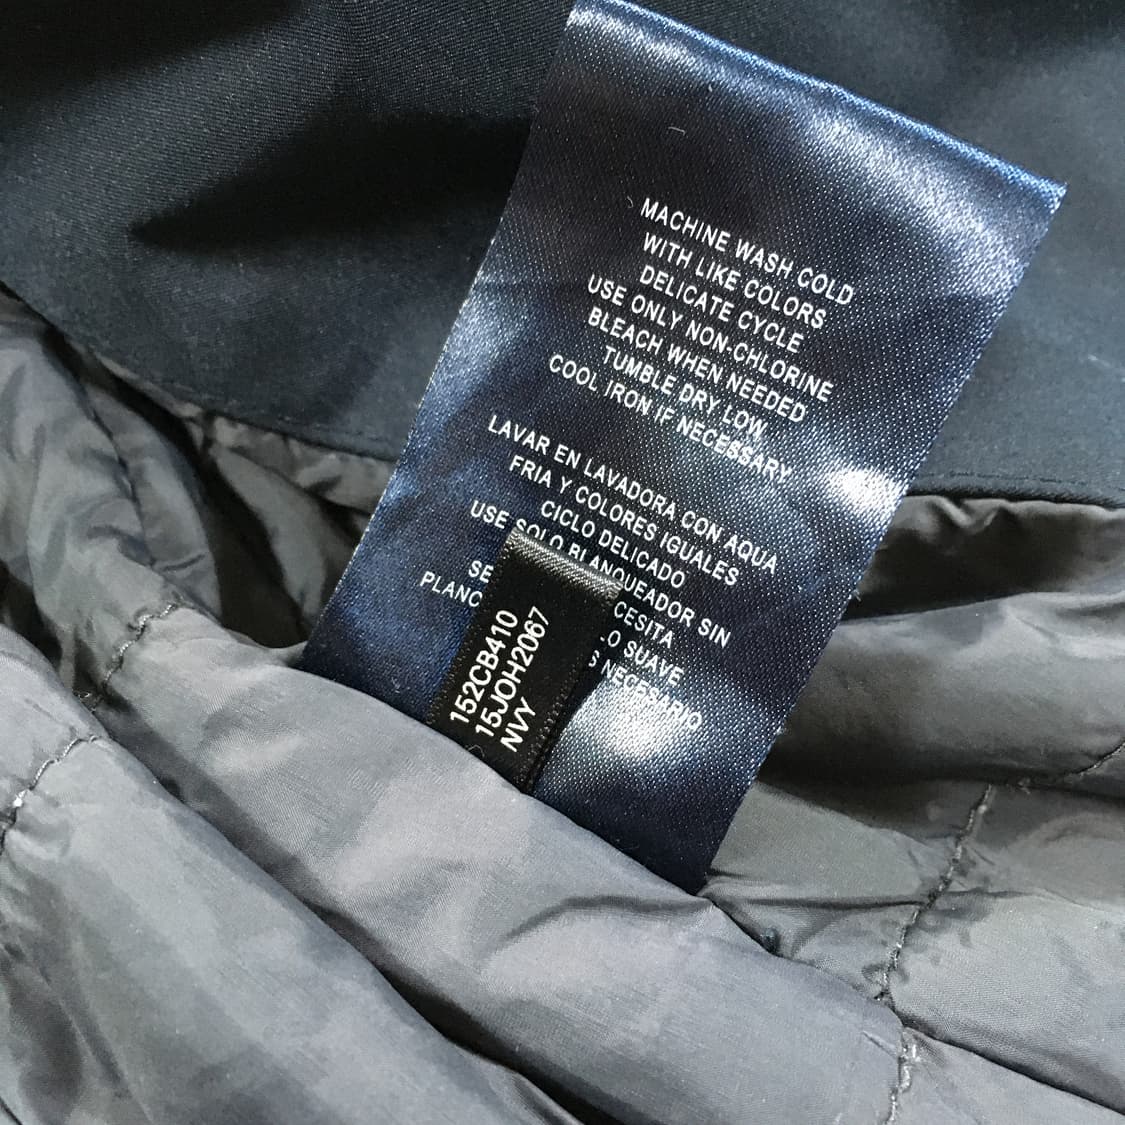 MACHINE WASH COLD
WITH LIKE COLORS
DELICATE CYCLE
USE ONLY NON-CHLORINE
BLEACH WHEN NEEDED
TUMBLE DRY LOW
COOL IRON IF NECESSARY
LAVAR EN LAVADORA CON AQUA
FRIA Y COLORES IGUALES
CICLO DELICADO
USE SOLO BLANQUEADOR SIN
SUAVE
NECESARIO
152CB410
15JOH2067
NVY